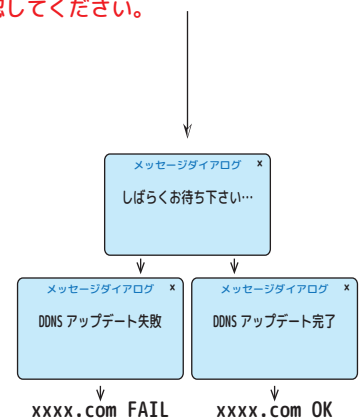 認してください。
メッセージダイアログ x
しばらくお待ち下さい…
メッセージダイアログ x
DDNS アップデート失敗
メッセージダイアログ x
DDNS アップデート完了
xxxx.com FAIL
xxxx.com OK